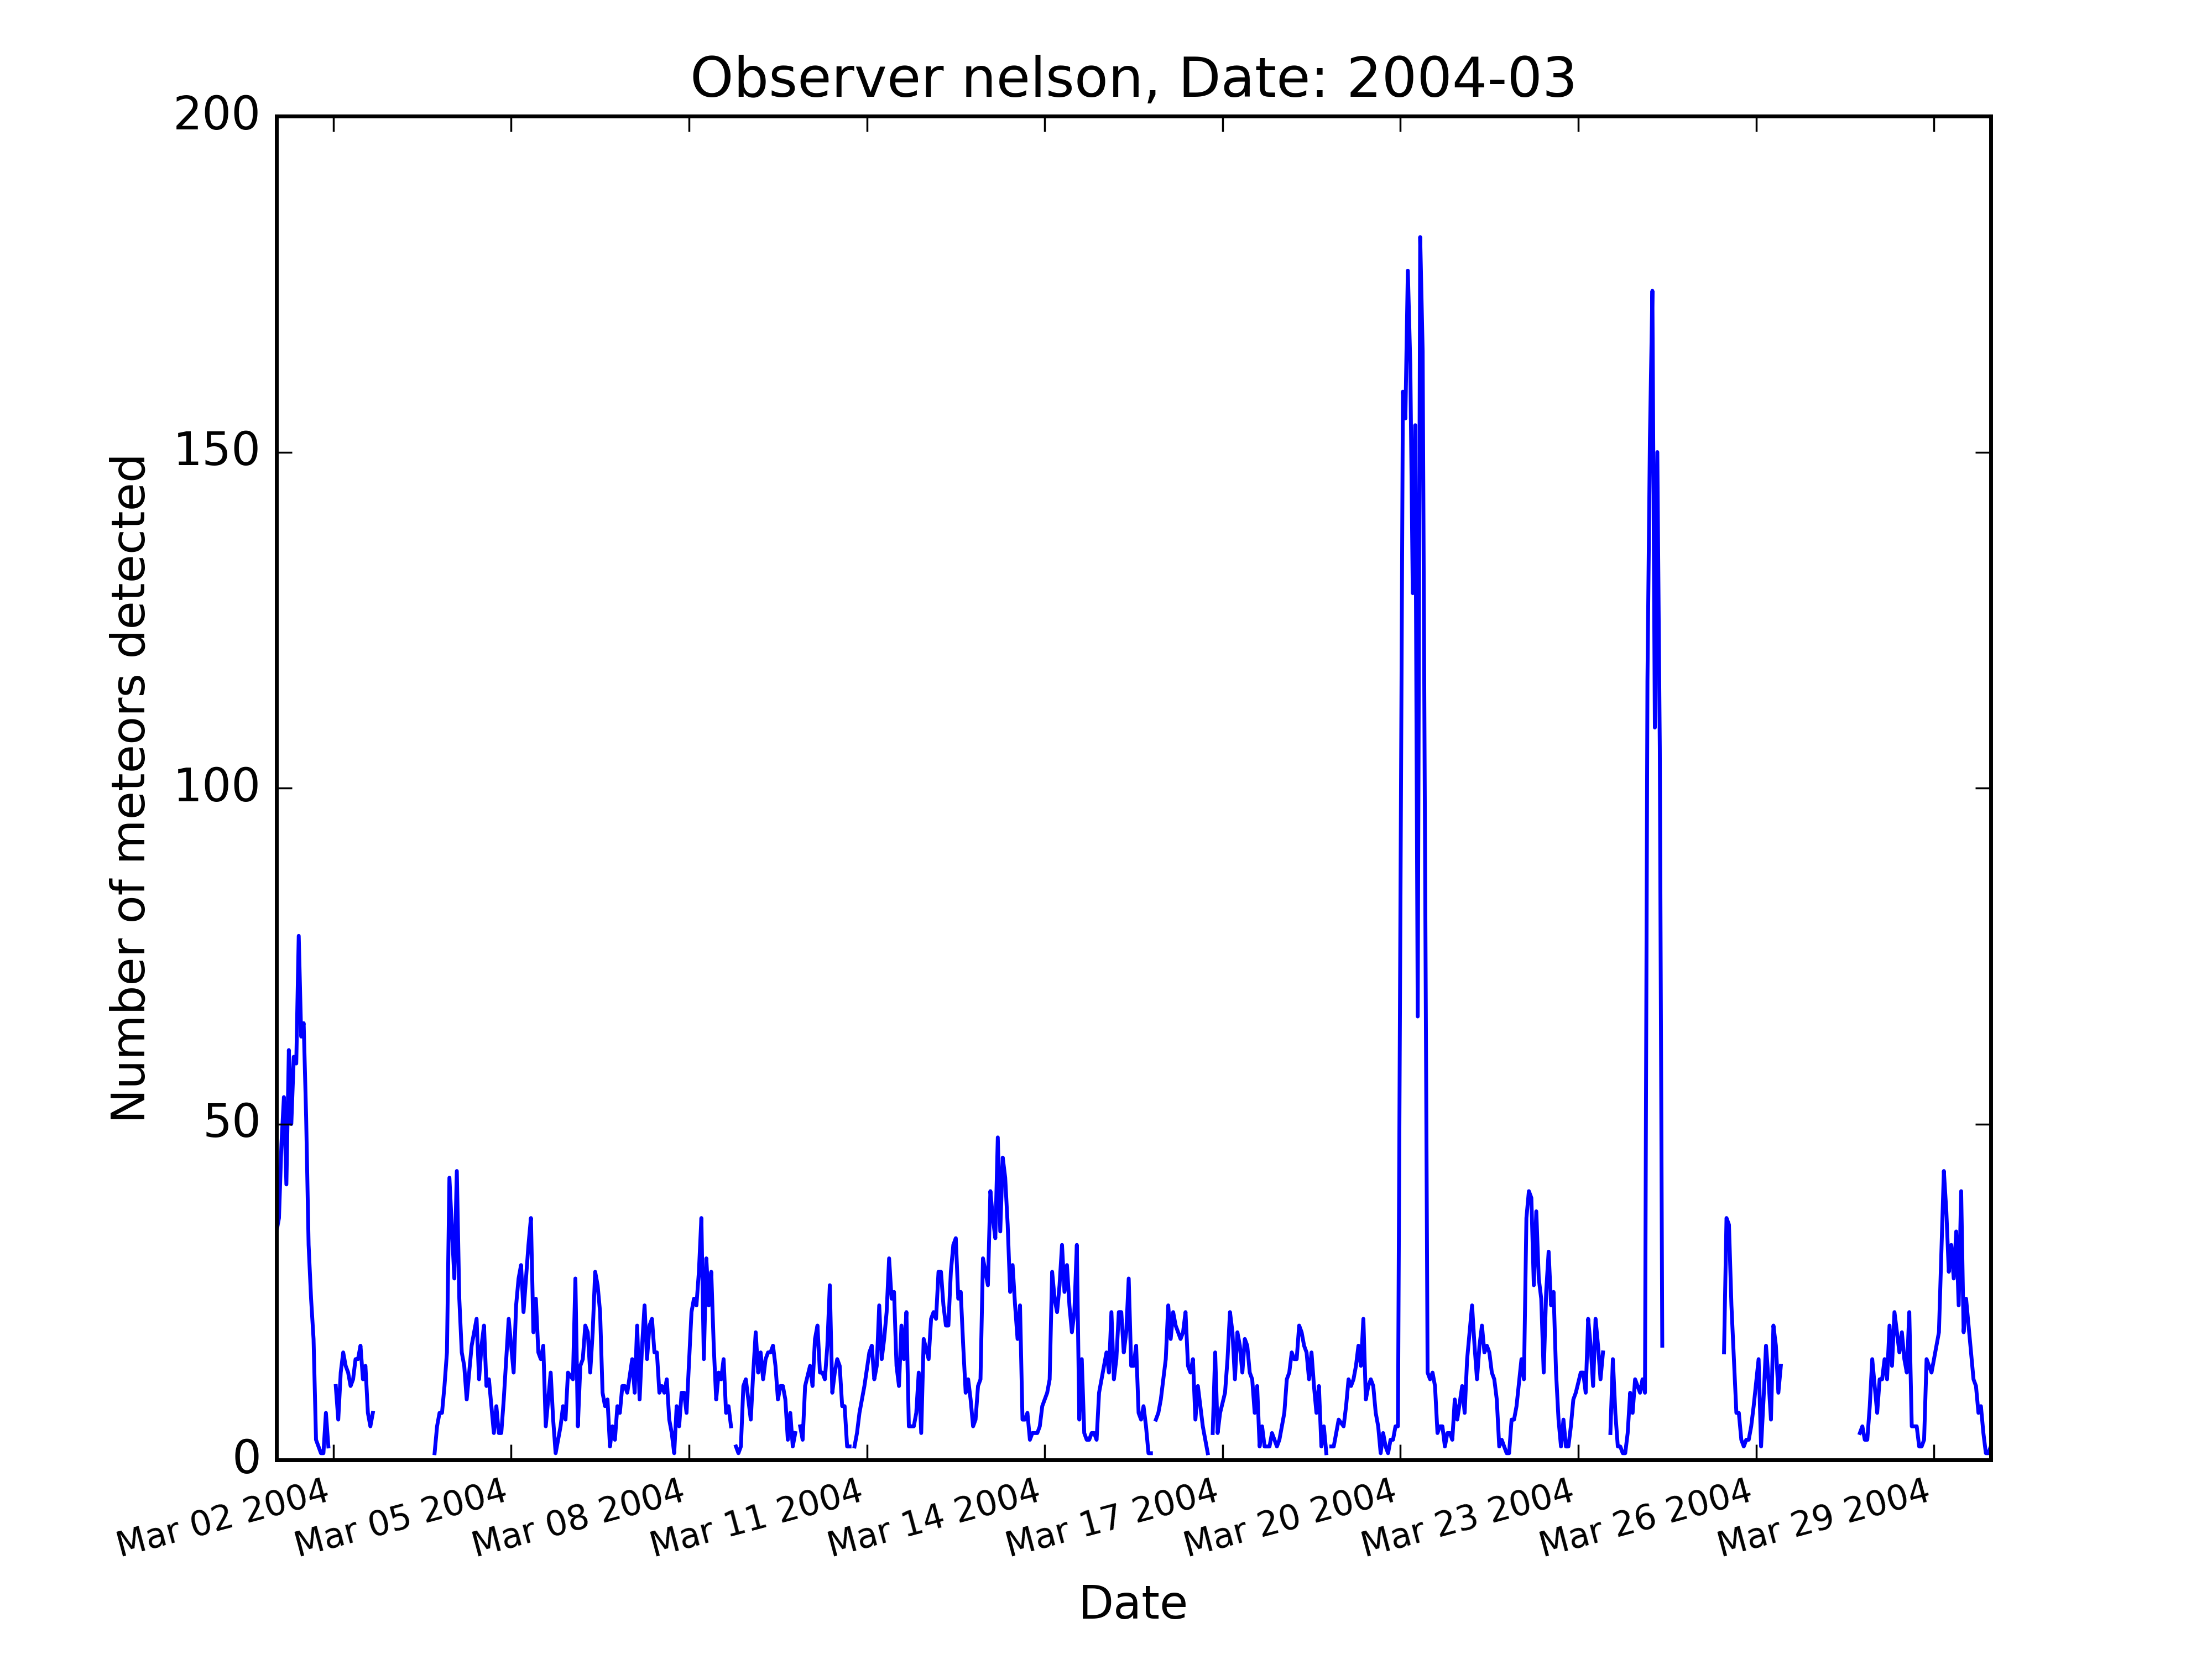 Observer nelson, Date: 2004-03
200
150
100
50
0
Number of meteors detected
Mar 02 2004
Mar 05 2004
Mar 08 2004
Mar 11 2004
Mar 14 2004
Mar 17 2004
Mar 20 2004
Mar 23 2004
Mar 26 2004
Mar 29 2004
Date